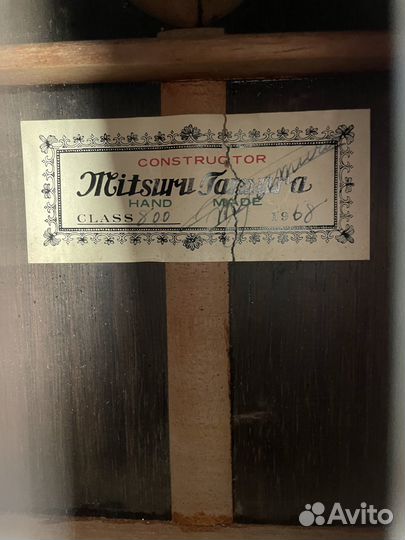 CONSTRUCTOR
Mitsuru Tamura
HAND MADE
CLASS 800 1968
Avito